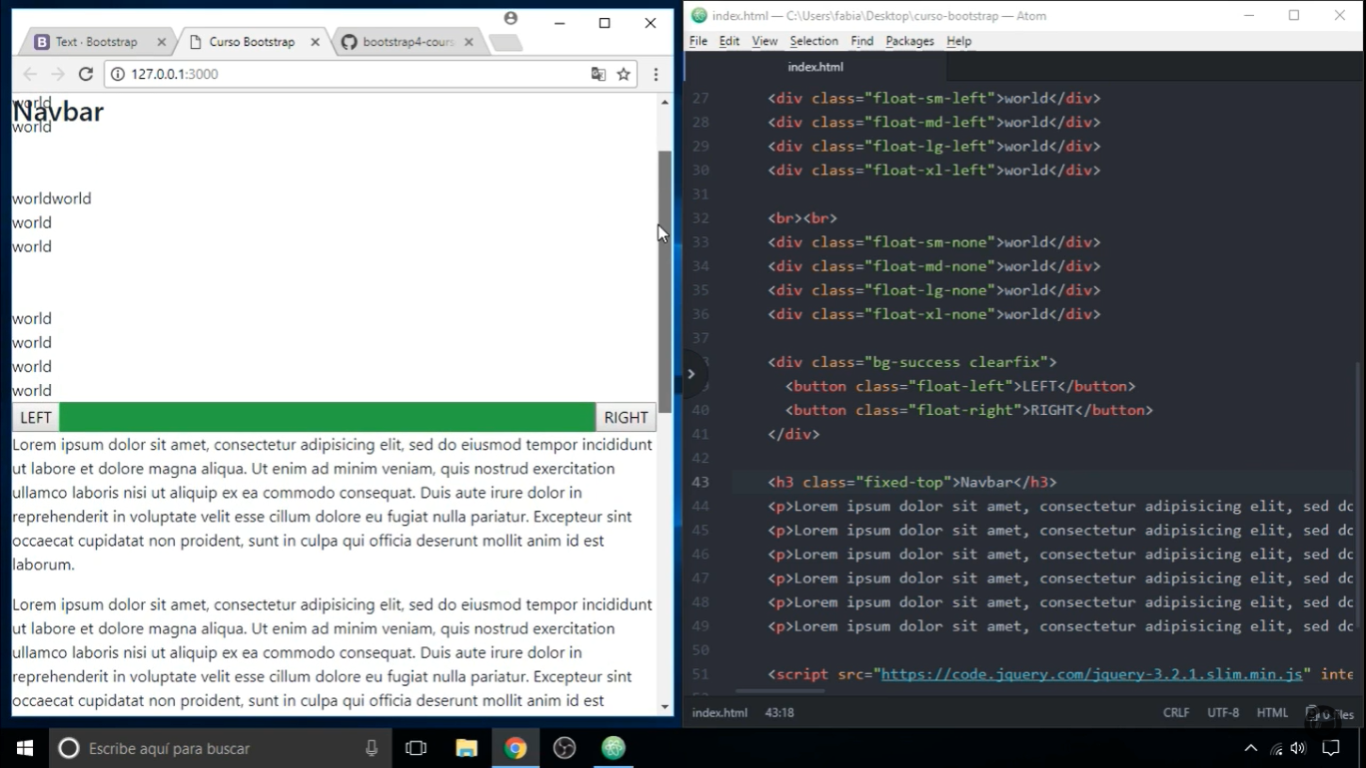 Text · Bootstrap
Curso Bootstrap
bootstrap4-cours
127.0.0.1:3000
world
Navbar
world
worldworld
world
world
world
world
world
world
LEFT RIGHT
Lorem ipsum dolor sit amet, consectetur adipisicing elit, sed do eiusmod tempor incididunt
ut labore et dolore magna aliqua. Ut enim ad minim veniam, quis nostrud exercitation
ullamco laboris nisi ut aliquip ex ea commodo consequat. Duis aute irure dolor in
reprehenderit in voluptate velit esse cillum dolore eu fugiat nulla pariatur. Excepteur sint
occaecat cupidatat non proident, sunt in culpa qui officia deserunt mollit anim id est
laborum.
Lorem ipsum dolor sit amet, consectetur adipisicing elit, sed do eiusmod tempor incididunt
ut labore et dolore magna aliqua. Ut enim ad minim veniam, quis nostrud exercitation
ullamco laboris nisi ut aliquip ex ea commodo consequat. Duis aute irure dolor in
reprehenderit in voluptate velit esse cillum dolore eu fugiat nulla pariatur. Excepteur sint
occaecat cupidatat non proident, sunt in culpa qui officia deserunt mollit anim id est
index.html — C:\Users\fabia\Desktop\curso-bootstrap — Atom
File Edit View Selection Find Packages Help
index.html
27 <div class="float-sm-left">world</div>
28 <div class="float-md-left">world</div>
29 <div class="float-lg-left">world</div>
30 <div class="float-xl-left">world</div>
31
32 <br><br>
33 <div class="float-sm-none">world</div>
34 <div class="float-md-none">world</div>
35 <div class="float-lg-none">world</div>
36 <div class="float-xl-none">world</div>
37
<div class="bg-success clearfix">
<button class="float-left">LEFT</button>
40 <button class="float-right">RIGHT</button>
41 </div>
42
43 <h3 class="fixed-top">Navbar</h3>
44 <p>Lorem ipsum dolor sit amet, consectetur adipisicing elit, sed do
45 <p>Lorem ipsum dolor sit amet, consectetur adipisicing elit, sed do
46 <p>Lorem ipsum dolor sit amet, consectetur adipisicing elit, sed do
47 <p>Lorem ipsum dolor sit amet, consectetur adipisicing elit, sed do
48 <p>Lorem ipsum dolor sit amet, consectetur adipisicing elit, sed do
49 <p>Lorem ipsum dolor sit amet, consectetur adipisicing elit, sed do
50
51 <script src="https://code.jquery.com/jquery-3.2.1.slim.min.js" inte
index.html 43:18 CRLF UTF-8 HTML
Escribe aquí para buscar